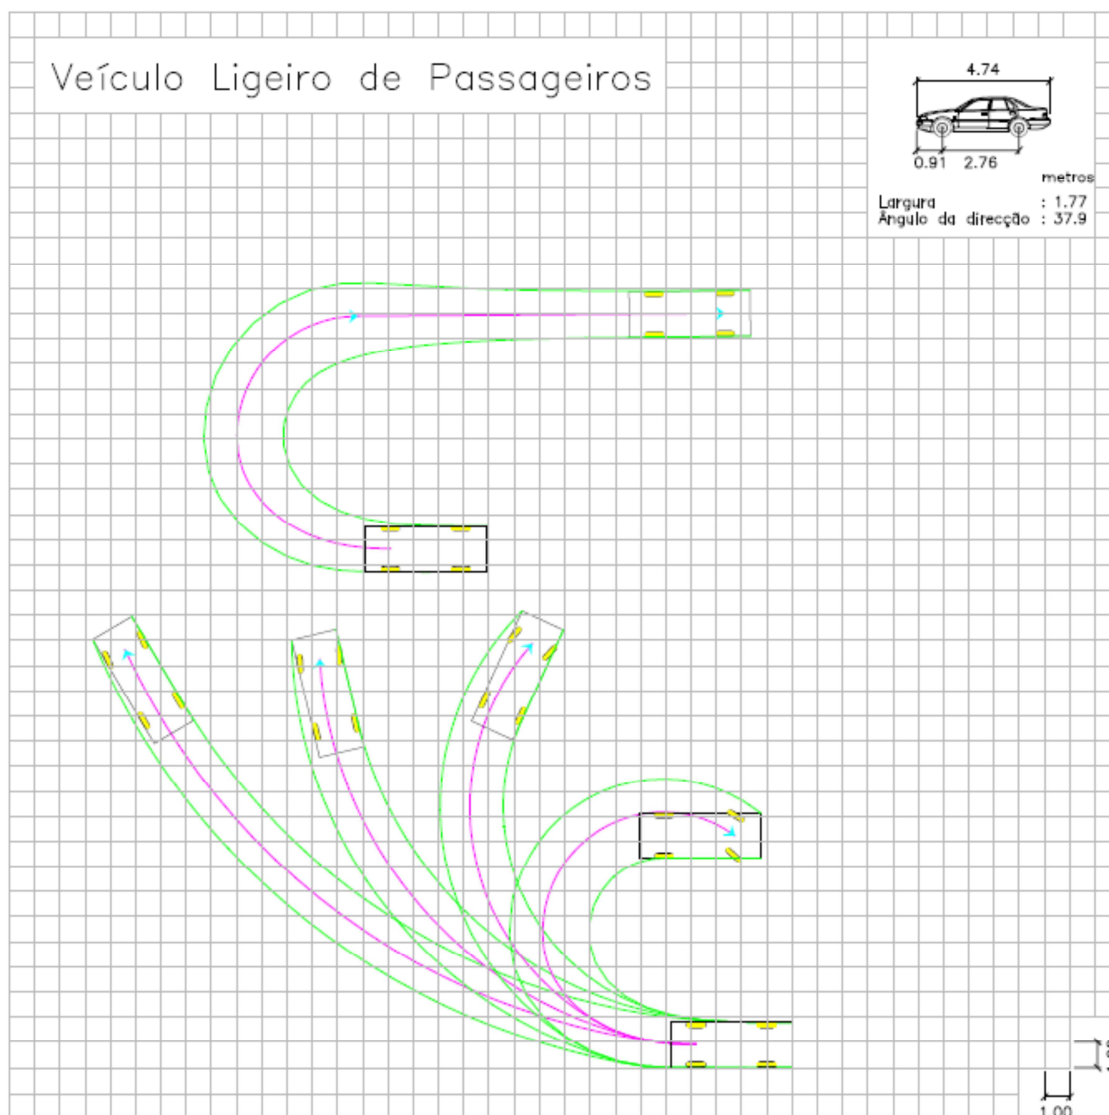 Veículo Ligeiro de Passageiros
4.74
0.91 2.76
metros
Largura : 1.77
Ângulo da direcção : 37.9
1.00